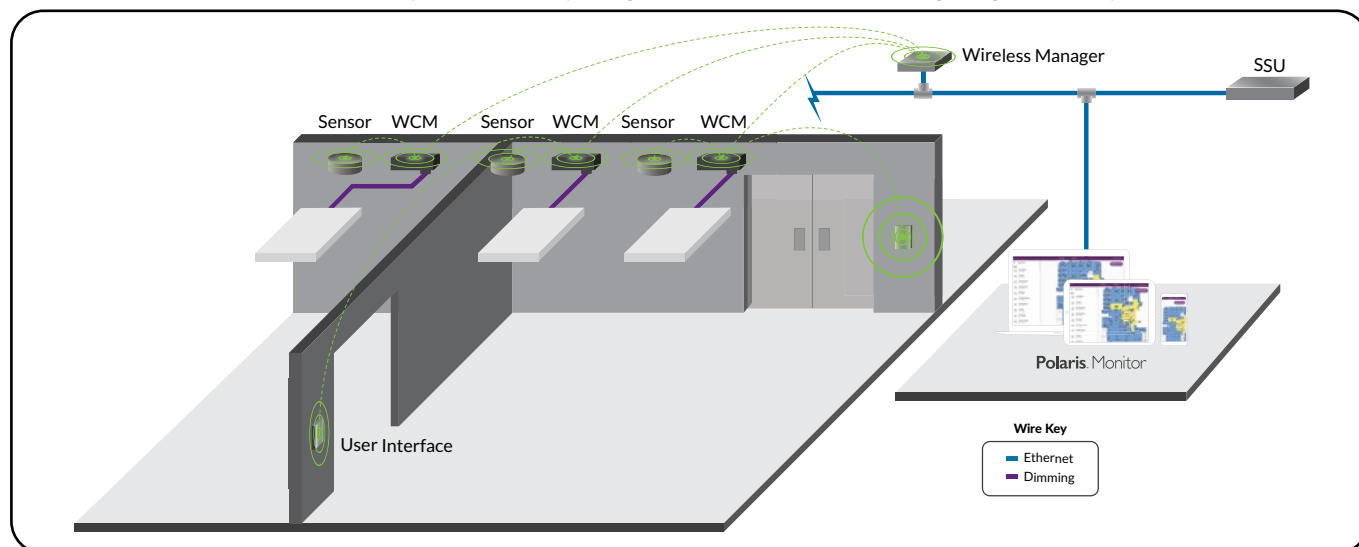 Wireless Manager
SSU
Sensor
WCM
Sensor
WCM
Sensor
WCM
Polaris. Monitor
User Interface
Wire Key
Ethernet
Dimming